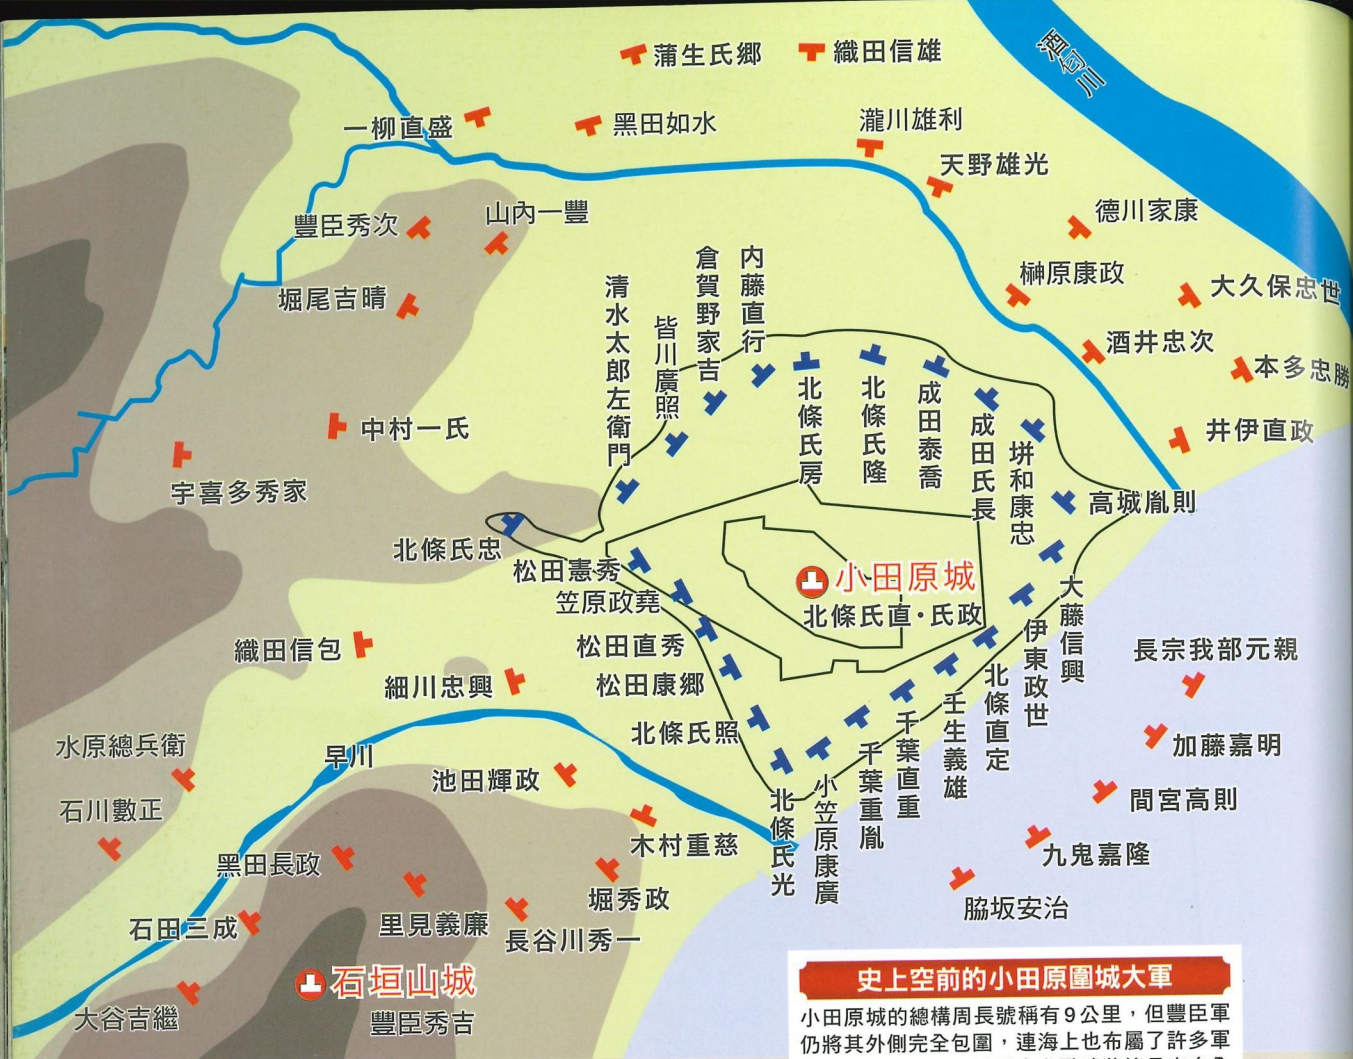 蒲生氏郷
織田信雄
酒匂川
一柳直盛
黑田如水
瀧川雄利
天野雄光
豐臣秀次
山內一豐
德川家康
榊原康政
大久保忠世
堀尾吉晴
酒井忠次
本多忠勝
井伊直政
中村一氏
宇喜多秀家
清水太郎左衛門
皆川廣照
倉賀野家吉
內藤直行
北條氏房
北條氏隆
成田泰喬
成田氏長
垪和康忠
高城胤則
北條氏忠
松田憲秀
笠原政堯
松田直秀
松田康郷
北條氏照
小田原城
北條氏直・氏政
大藤信興
伊東政世
北條直定
壬生義雄
千葉直重
千葉重胤
小笠原康廣
北條氏光
織田信包
細川忠興
水原總兵衛
早川
池田輝政
石川數正
木村重慈
黑田長政
堀秀政
石田三成
里見義廉
長谷川秀一
石垣山城
豐臣秀吉
大谷吉繼
長宗我部元親
加藤嘉明
間宮高則
九鬼嘉隆
脇坂安治
史上空前的小田原圍城大軍
小田原城的總構周長號稱有9公里，但豐臣軍
仍將其外側完全包圍，連海上也布屬了許多軍